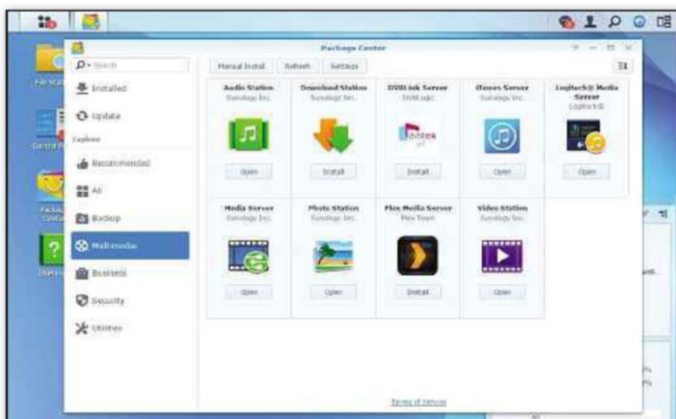 Package Center
Search
Manual Install Refresh Settings
Installed
Update
Explore
Recommended
All
Backup
Multimedia
Business
Security
Utilities
Audio Station
Synology Inc.
Open
Download Station
Synology Inc.
Install
DVBLink Server
DVBLogic
Install
iTunes Server
Synology Inc.
Open
Logitech® Media
Server
Logitech®
Open
Media Server
Synology Inc.
Open
Photo Station
Synology Inc.
Open
Plex Media Server
Plex Team
Install
Video Station
Synology Inc.
Open
Terms of Service